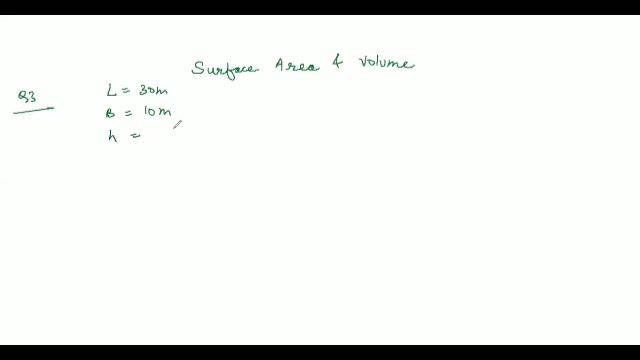 Surface Area & Volume
Q3
L = 30m
B = 10m
h =